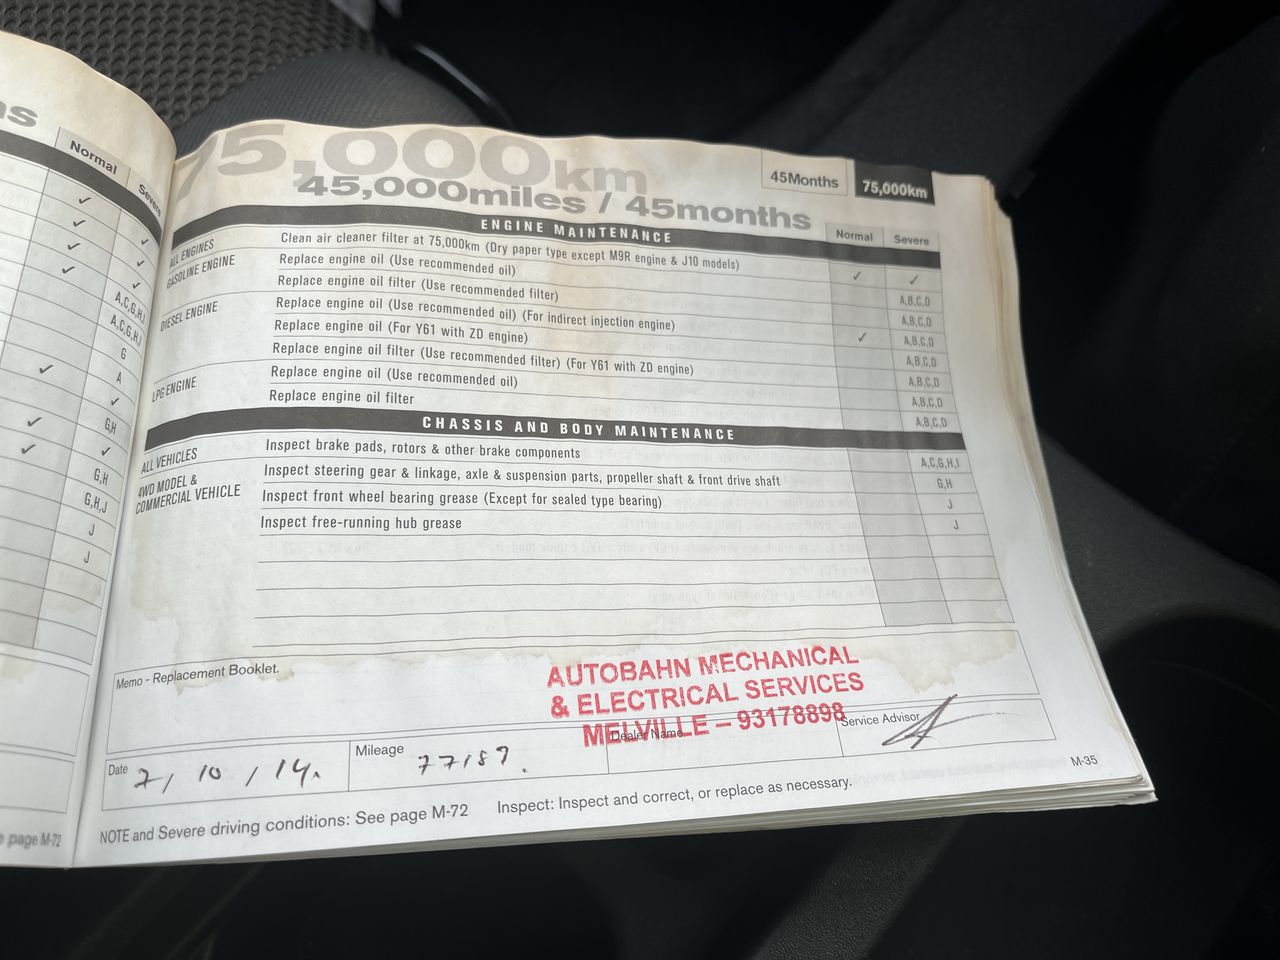 ns
Normal
Severe
A,C,G,H,I
A,C,G,H,I
G
A
G,H
G,H
G,H,J
J
J
page M-72
75,000km
45,000miles / 45months
45Months
75,000km
Normal
Severe
ENGINE MAINTENANCE
ALL ENGINES
Clean air cleaner filter at 75,000km (Dry paper type except M9R engine & J10 models)
✓ ✓
GASOLINE ENGINE
Replace engine oil (Use recommended oil)
A,B,C,D
Replace engine oil filter (Use recommended filter)
A,B,C,D
DIESEL ENGINE
Replace engine oil (Use recommended oil) (For indirect injection engine)
✓ A,B,C,D
Replace engine oil (For Y61 with ZD engine)
A,B,C,D
Replace engine oil filter (Use recommended filter) (For Y61 with ZD engine)
A,B,C,D
LPG ENGINE
Replace engine oil (Use recommended oil)
A,B,C,D
Replace engine oil filter
A,B,C,D
CHASSIS AND BODY MAINTENANCE
ALL VEHICLES
Inspect brake pads, rotors & other brake components
A,C,G,H,I
Inspect steering gear & linkage, axle & suspension parts, propeller shaft & front drive shaft
G,H
4WD MODEL &
COMMERCIAL VEHICLE
Inspect front wheel bearing grease (Except for sealed type bearing)
J
Inspect free-running hub grease
J
Memo - Replacement Booklet.
AUTOBAHN MECHANICAL
& ELECTRICAL SERVICES
MELVILLE – 93178898
Date 7/10/14.
Mileage 77187.
Dealer Name
Service Advisor
NOTE and Severe driving conditions: See page M-72
Inspect: Inspect and correct, or replace as necessary.
M-35